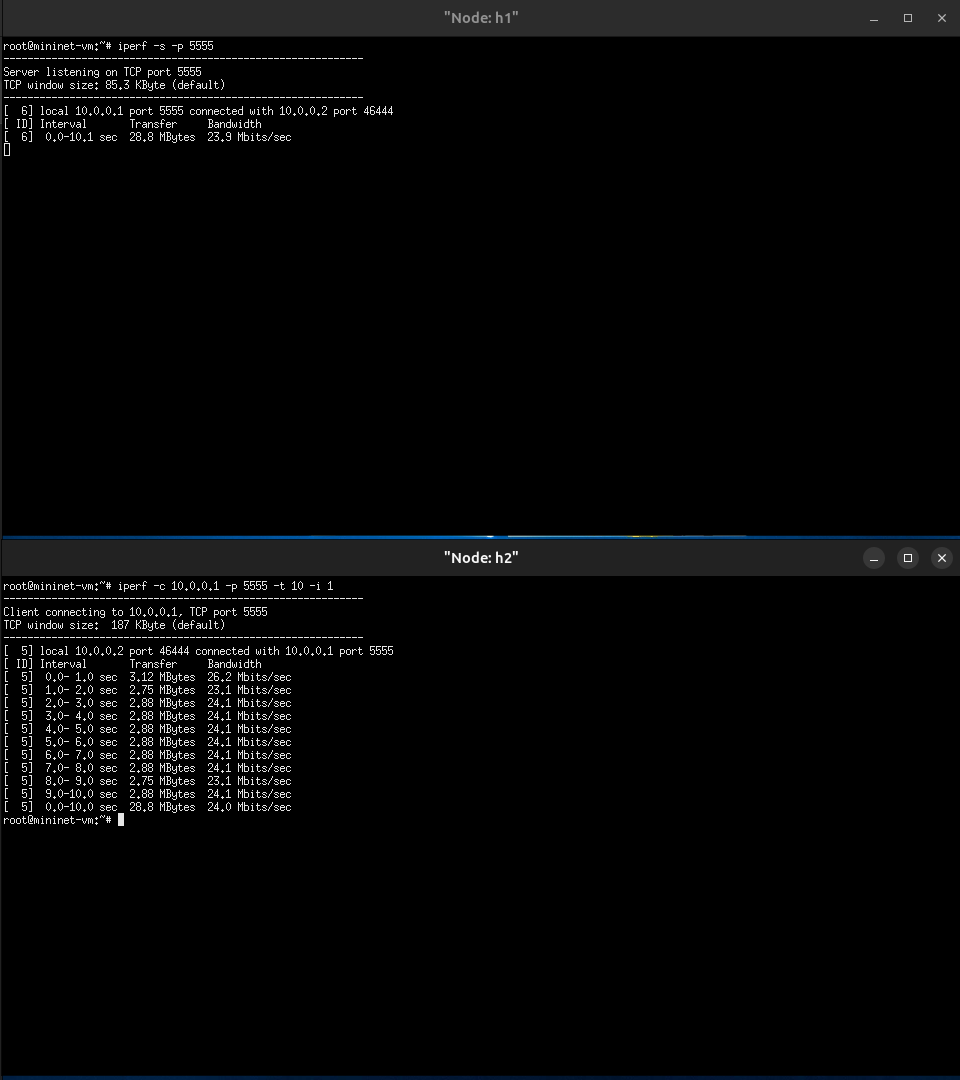 "Node: h1"
root@mininet-vm:~# iperf -s -p 5555
------------------------------------------------------------
Server listening on TCP port 5555
TCP window size: 85.3 KByte (default)
------------------------------------------------------------
[  6] local 10.0.0.1 port 5555 connected with 10.0.0.2 port 46444
[ ID] Interval       Transfer     Bandwidth
[  6]  0.0-10.1 sec  28.8 MBytes  23.9 Mbits/sec
"Node: h2"
root@mininet-vm:~# iperf -c 10.0.0.1 -p 5555 -t 10 -i 1
------------------------------------------------------------
Client connecting to 10.0.0.1, TCP port 5555
TCP window size:  187 KByte (default)
------------------------------------------------------------
[  5] local 10.0.0.2 port 46444 connected with 10.0.0.1 port 5555
[ ID] Interval       Transfer     Bandwidth
[  5]  0.0- 1.0 sec  3.12 MBytes  26.2 Mbits/sec
[  5]  1.0- 2.0 sec  2.75 MBytes  23.1 Mbits/sec
[  5]  2.0- 3.0 sec  2.88 MBytes  24.1 Mbits/sec
[  5]  3.0- 4.0 sec  2.88 MBytes  24.1 Mbits/sec
[  5]  4.0- 5.0 sec  2.88 MBytes  24.1 Mbits/sec
[  5]  5.0- 6.0 sec  2.88 MBytes  24.1 Mbits/sec
[  5]  6.0- 7.0 sec  2.88 MBytes  24.1 Mbits/sec
[  5]  7.0- 8.0 sec  2.88 MBytes  24.1 Mbits/sec
[  5]  8.0- 9.0 sec  2.75 MBytes  23.1 Mbits/sec
[  5]  9.0-10.0 sec  2.88 MBytes  24.1 Mbits/sec
[  5]  0.0-10.0 sec  28.8 MBytes  24.0 Mbits/sec
root@mininet-vm:~#